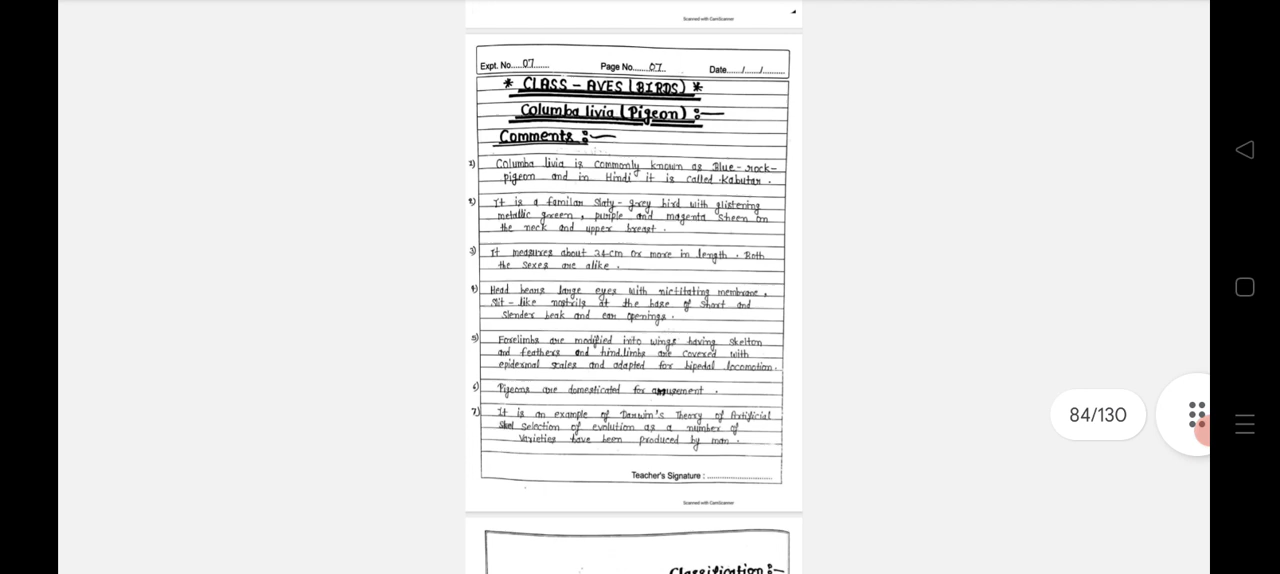 Scanned with CamScanner
Expt. No.....07.......
Page No......07..
Date....../....../..........
* CLASS - AVES (BIRDS) *
Columba livia (Pigeon) :—
Comments :—
1) Columba livia is commonly known as Blue-rock-
pigeon and in Hindi it is called Kabutar.
2) It is a familar slaty-grey bird with glistening
metallic green, purple and magenta sheen on
the neck and upper breast.
3) It measures about 34cm or more in length. Both
the sexes are alike.
4) Head bears large eyes with nictitating membrane,
slit-like nostrils at the base of short and
slender beak and ear openings.
5) Forelimbs are modified into wings having skelton
and feathers and hind.limbs are covered with
epidermal scales and adapted for bipedal locomotion.
6) Pigeons are domesticated for amusement.
7) It is an example of Darwin's Theory of Artificial
selection of evolution as a number of
varieties have been produced by man.
Teacher's Signature : ............................
Scanned with CamScanner
84/130
Classification :—